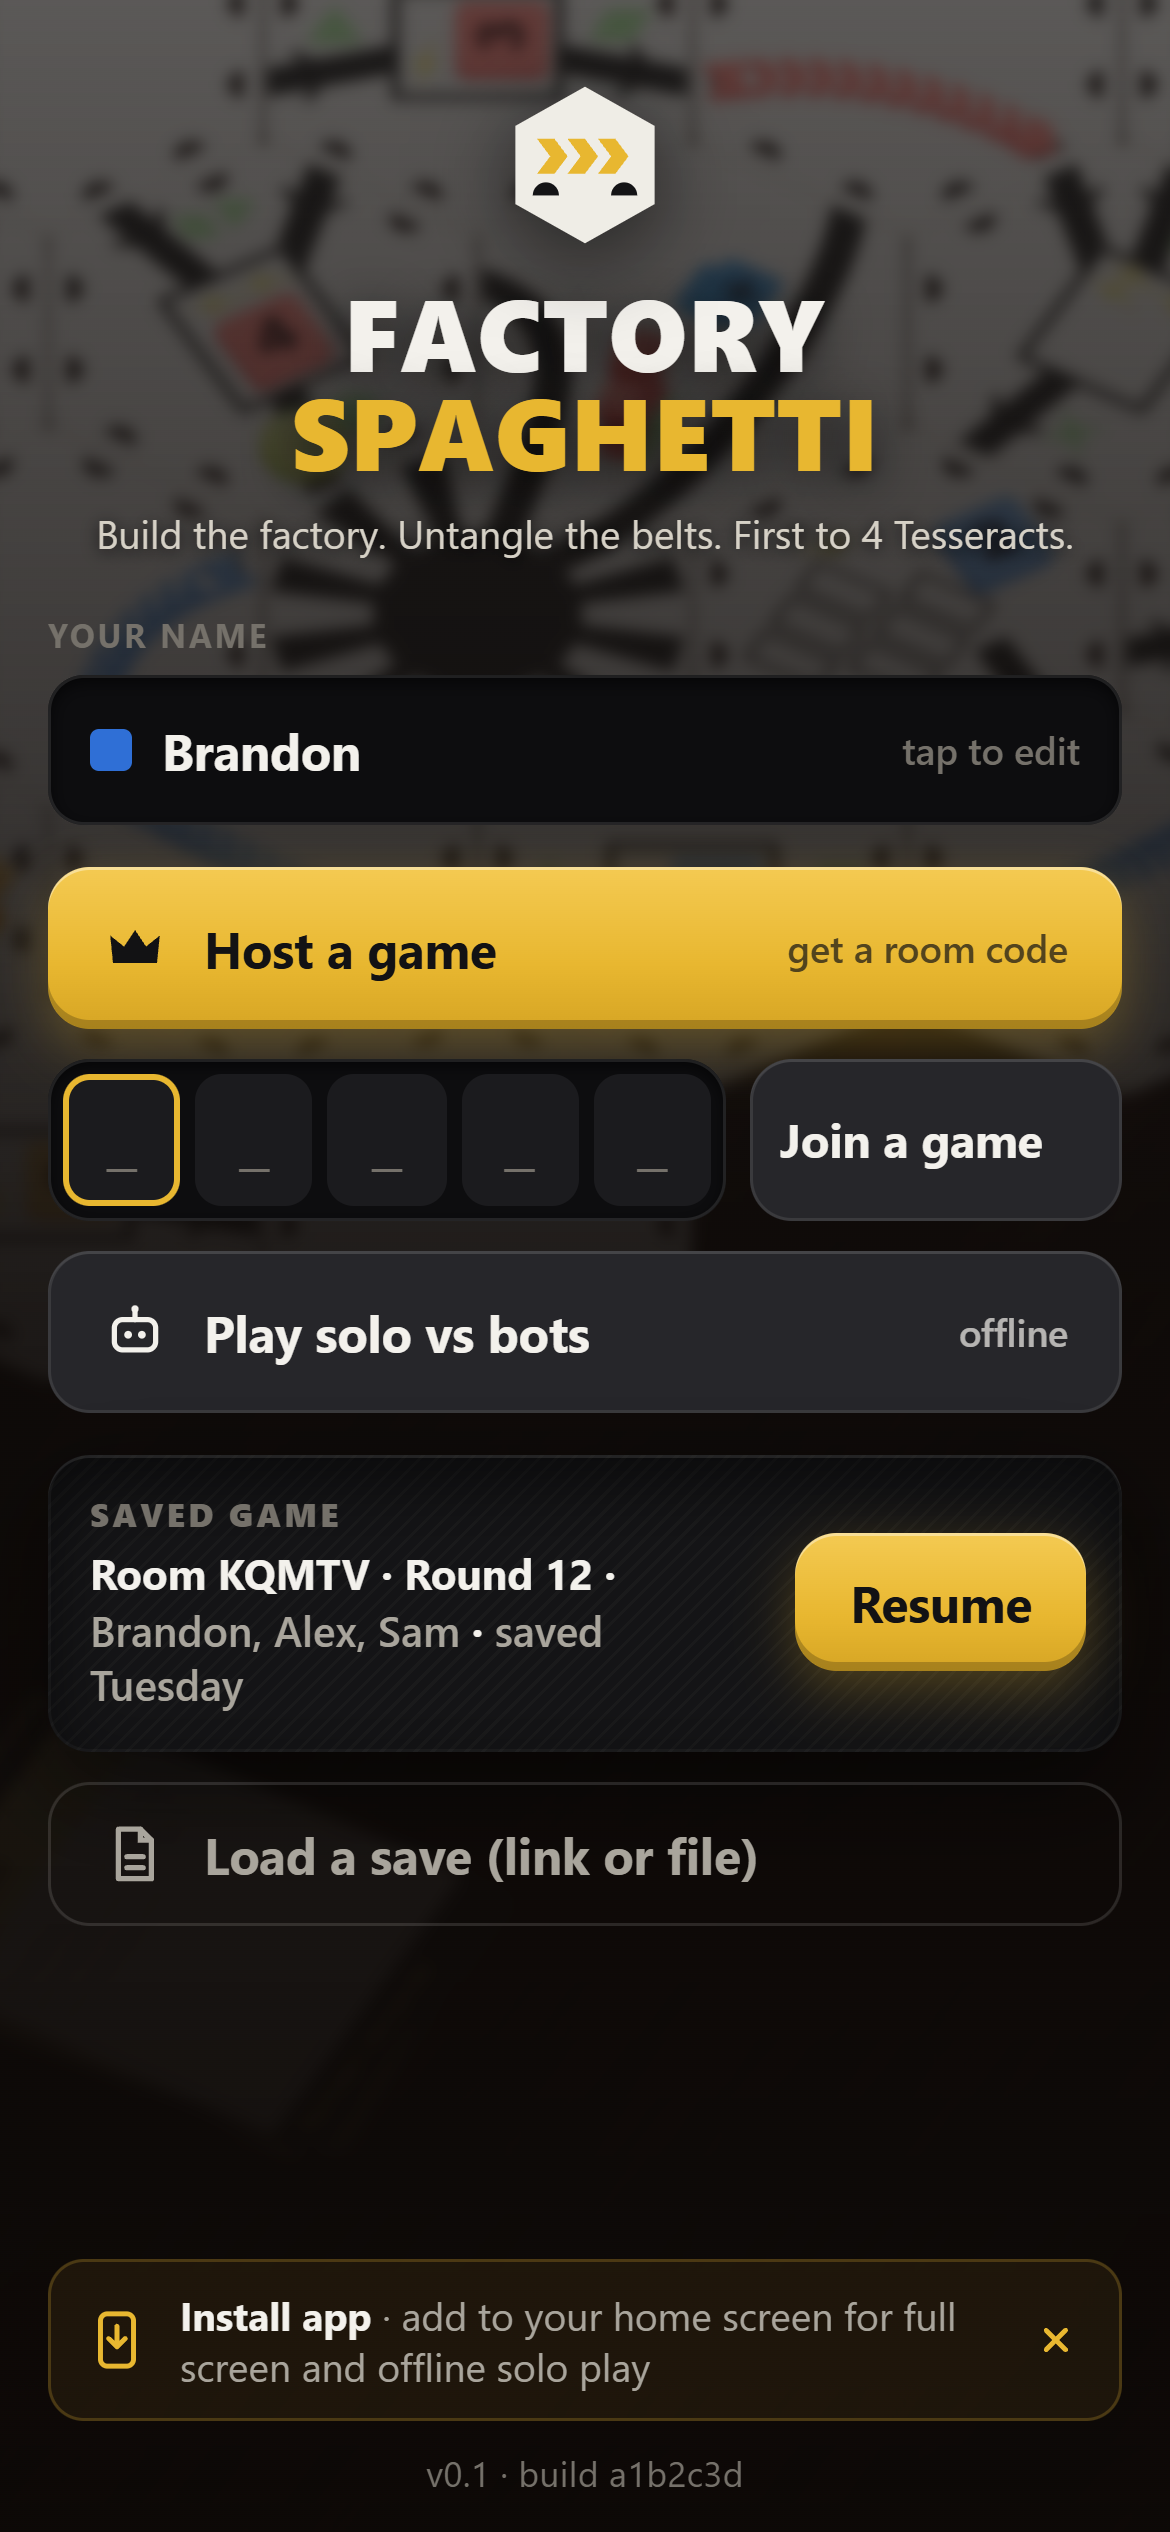 FACTORY
SPAGHETTI
Build the factory. Untangle the belts. First to 4 Tesseracts.
YOUR NAME
Brandon tap to edit
Host a game get a room code
_ _ _ _ _ Join a game
Play solo vs bots offline
SAVED GAME
Room KQMTV · Round 12 ·
Brandon, Alex, Sam · saved
Tuesday
Resume
Load a save (link or file)
Install app · add to your home screen for full
screen and offline solo play
v0.1 · build a1b2c3d